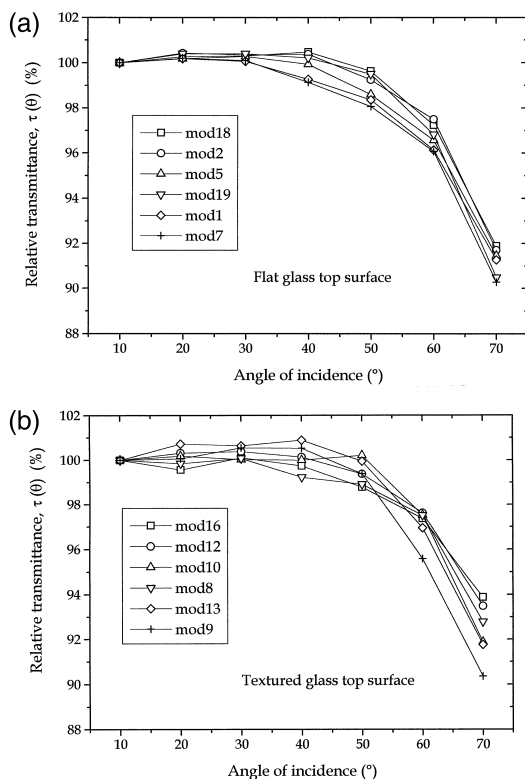 (a)
102
100
98
96
94
92
90
88
Relative transmittance, τ (θ) (%)
mod18
mod2
mod5
mod19
mod1
mod7
Flat glass top surface
10 20 30 40 50 60 70
Angle of incidence (°)
(b)
102
100
98
96
94
92
90
88
Relative transmittance, τ (θ) (%)
mod16
mod12
mod10
mod8
mod13
mod9
Textured glass top surface
10 20 30 40 50 60 70
Angle of incidence (°)